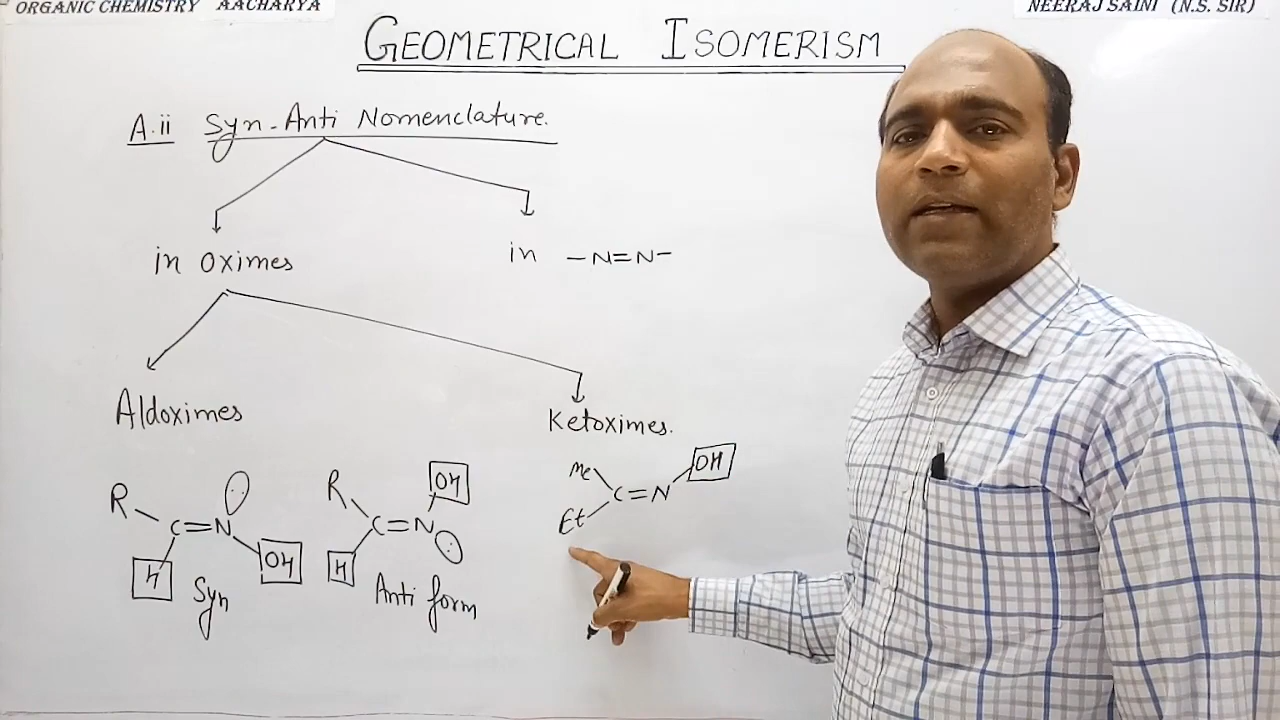 ORGANIC CHEMISTRY AACHARYA
NEERAJ SAINI (N.S. SIR)
GEOMETRICAL ISOMERISM
A.ii Syn-Anti Nomenclature.
in Oximes
in -N=N-
Aldoximes
Ketoximes.
R C=N OH H
Syn
R C=N OH H
Anti form
Me C=N OH Et